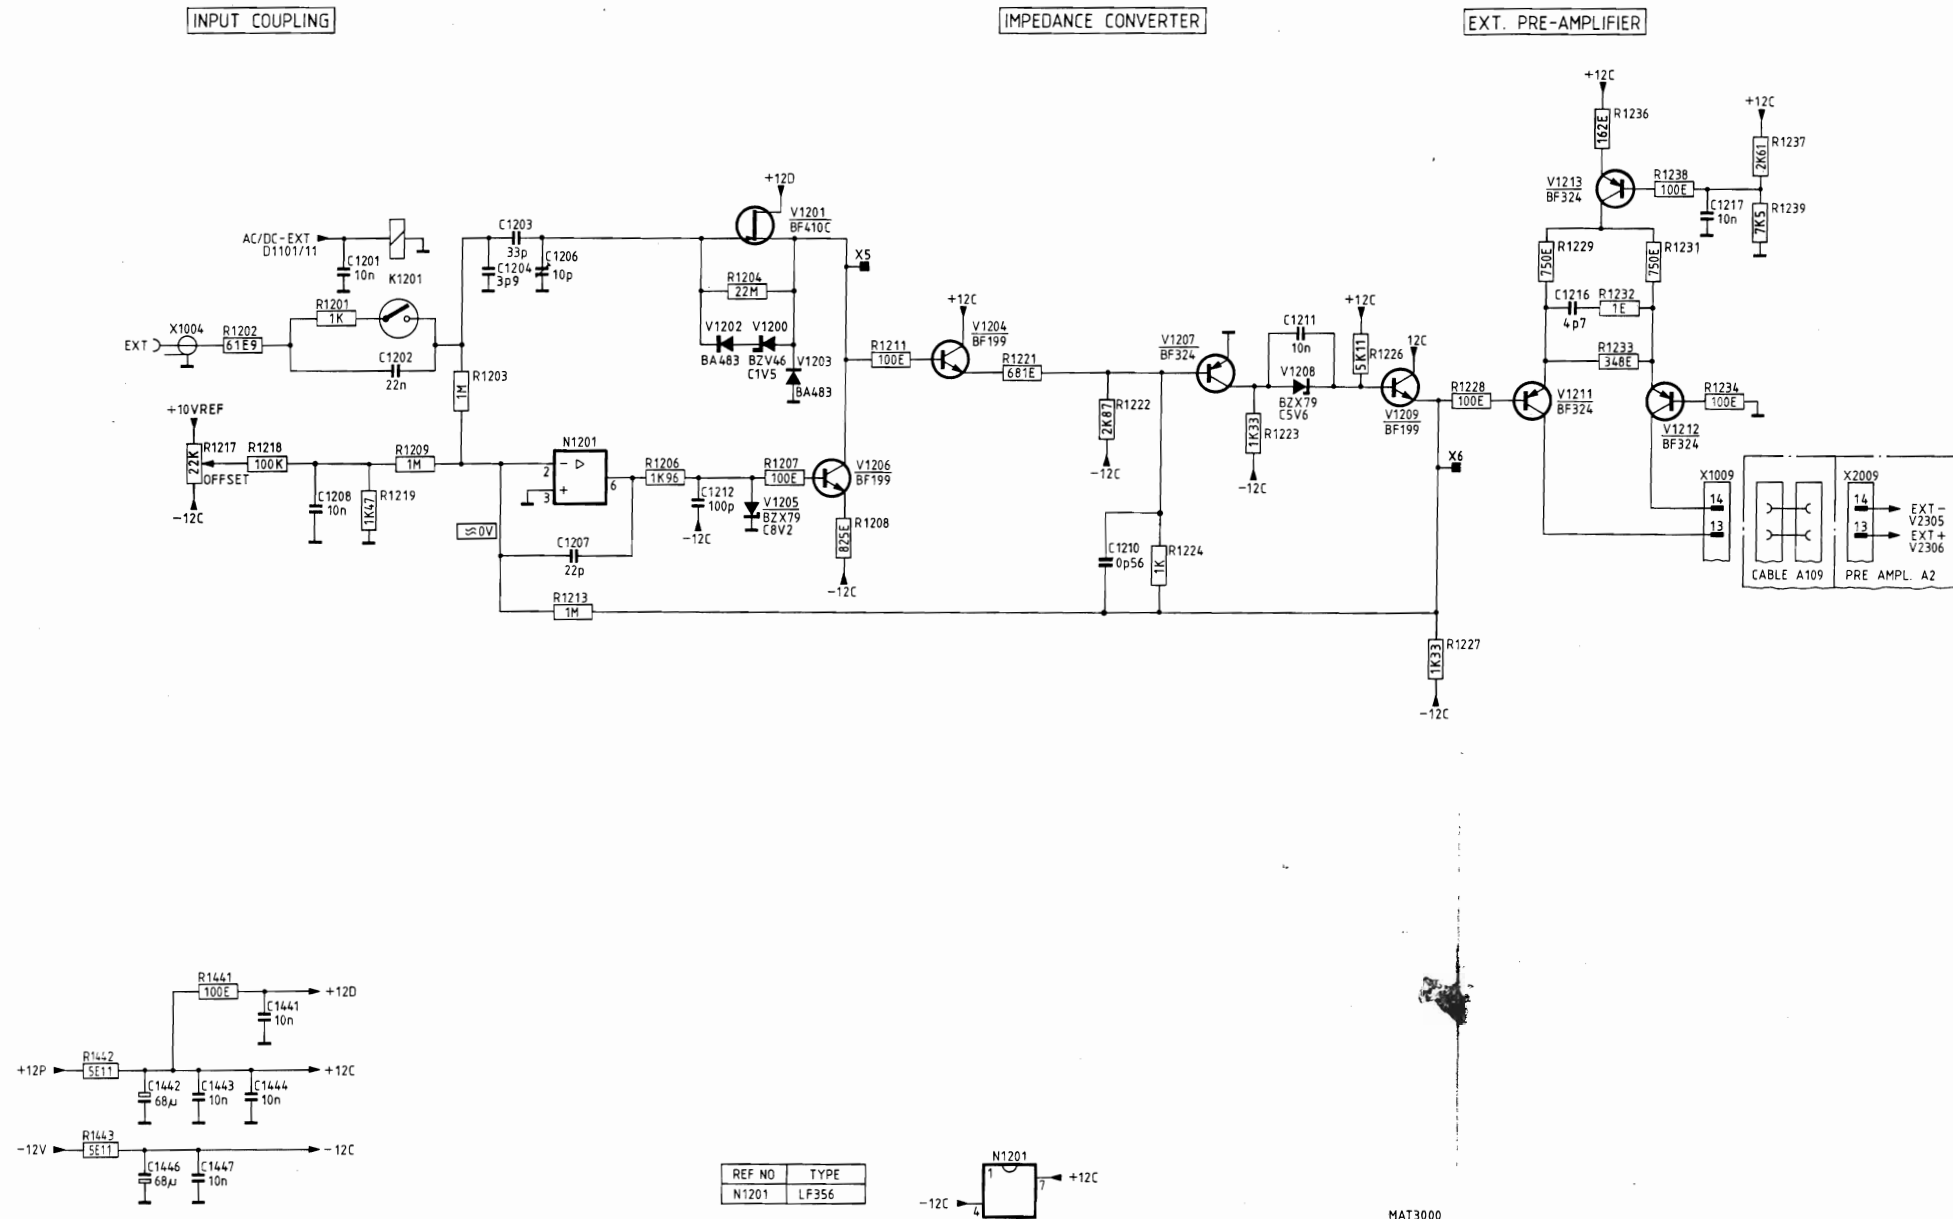 INPUT COUPLING
IMPEDANCE CONVERTER
EXT. PRE-AMPLIFIER
+12C
R1236
162E
+12C
R1237
2K61
V1213
BF324
R1238
100E
C1217
10n
R1239
7K5
+12D
V1201
BF410C
AC/DC-EXT
D1101/11
C1201
10n
K1201
C1203
33p
C1204
3p9
C1206
10p
X5
R1204
22M
R1229
750E
R1231
750E
C1216
4p7
R1232
1E
R1233
348E
R1201
1K
X1004
EXT
R1202
61E9
C1202
22n
R1203
1M
V1202
BA483
V1200
BZV46
C1V5
V1203
BA483
R1211
100E
+12C
V1204
BF199
R1221
681E
V1207
BF324
C1211
10n
V1208
BZX79
C5V6
+12C
R1226
5K11
12C
V1209
BF199
R1228
100E
V1211
BF324
R1234
100E
V1212
BF324
R1222
2K87
-12C
R1223
1K33
-12C
X6
+10VREF
R1217
22K
OFFSET
-12C
R1218
100K
C1208
10n
R1219
1K47
R1209
1M
N1201
2
-
3
+
6
R1206
1K96
C1212
100p
-12C
R1207
100E
V1205
BZX79
C8V2
V1206
BF199
R1208
825E
-12C
≈0V
C1207
22p
R1213
1M
C1210
0p56
R1224
1K
R1227
1K33
-12C
X1009
14
13
CABLE A109
X2009
14
13
EXT-
V2305
EXT+
V2306
PRE AMPL. A2
R1441
100E
+12D
C1441
10n
+12P
R1442
5E11
+12C
C1442
68µ
C1443
10n
C1444
10n
-12V
R1443
5E11
-12C
C1446
68µ
C1447
10n
REF NO TYPE
N1201 LF356
N1201
1
7
+12C
-12C
4
MAT3000